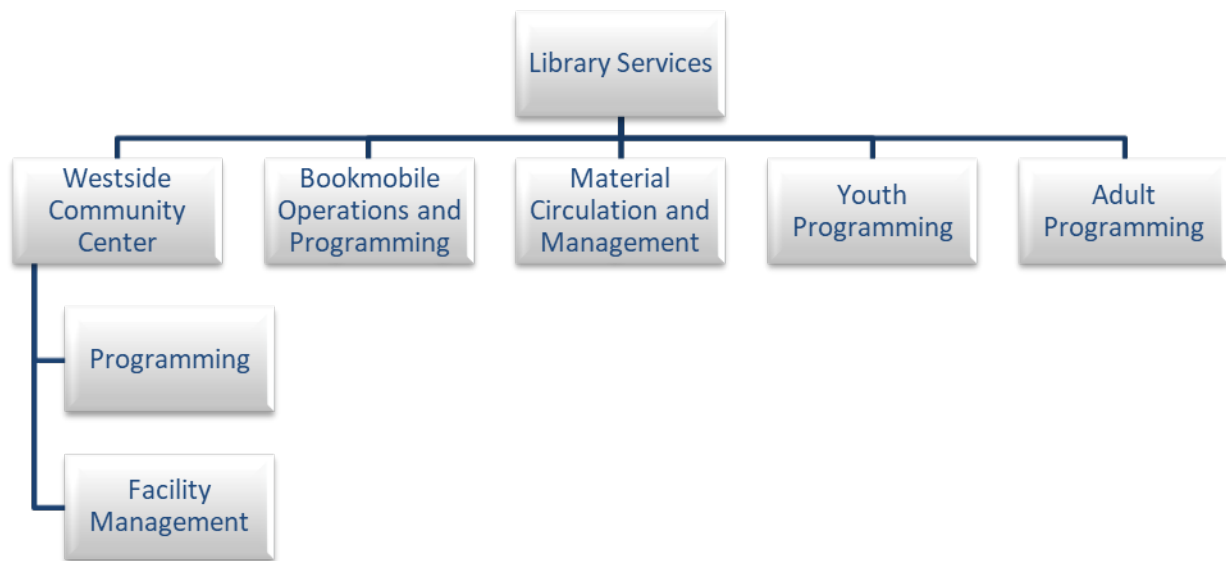 Library Services
Westside
Community
Center
Bookmobile
Operations and
Programming
Material
Circulation and
Management
Youth
Programming
Adult
Programming
Programming
Facility
Management